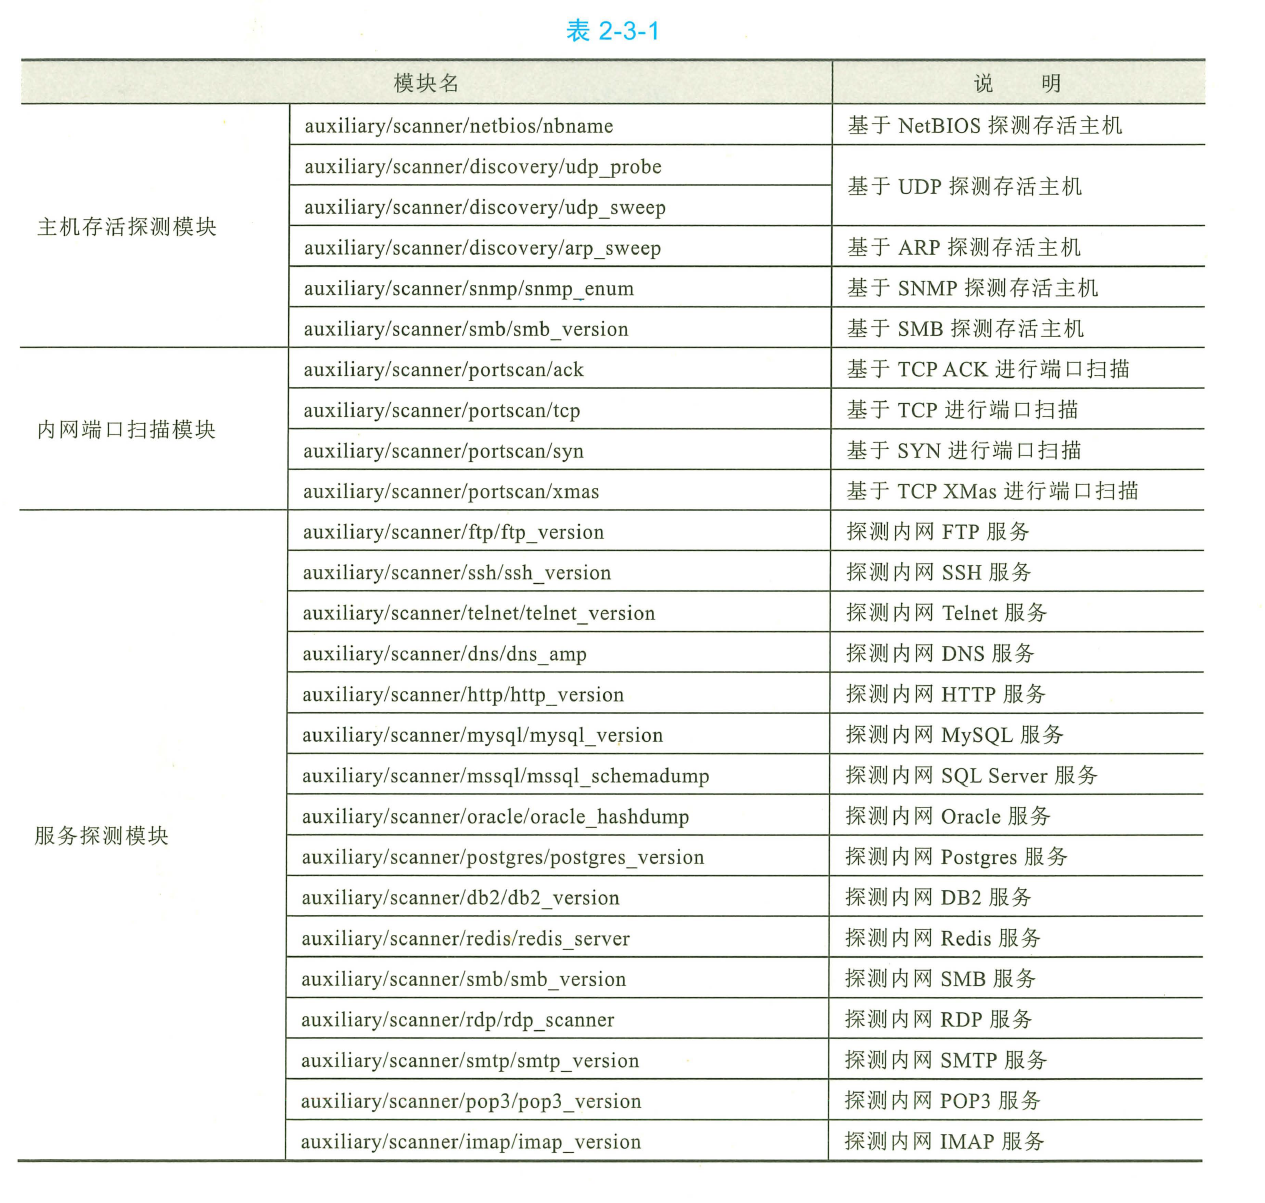 表 2-3-1
模块名 说 明
主机存活探测模块
auxiliary/scanner/netbios/nbname 基于 NetBIOS 探测存活主机
auxiliary/scanner/discovery/udp_probe
基于 UDP 探测存活主机
auxiliary/scanner/discovery/udp_sweep
auxiliary/scanner/discovery/arp_sweep 基于 ARP 探测存活主机
auxiliary/scanner/snmp/snmp_enum 基于 SNMP 探测存活主机
auxiliary/scanner/smb/smb_version 基于 SMB 探测存活主机
内网端口扫描模块
auxiliary/scanner/portscan/ack 基于 TCP ACK 进行端口扫描
auxiliary/scanner/portscan/tcp 基于 TCP 进行端口扫描
auxiliary/scanner/portscan/syn 基于 SYN 进行端口扫描
auxiliary/scanner/portscan/xmas 基于 TCP XMas 进行端口扫描
服务探测模块
auxiliary/scanner/ftp/ftp_version 探测内网 FTP 服务
auxiliary/scanner/ssh/ssh_version 探测内网 SSH 服务
auxiliary/scanner/telnet/telnet_version 探测内网 Telnet 服务
auxiliary/scanner/dns/dns_amp 探测内网 DNS 服务
auxiliary/scanner/http/http_version 探测内网 HTTP 服务
auxiliary/scanner/mysql/mysql_version 探测内网 MySQL 服务
auxiliary/scanner/mssql/mssql_schemadump 探测内网 SQL Server 服务
auxiliary/scanner/oracle/oracle_hashdump 探测内网 Oracle 服务
auxiliary/scanner/postgres/postgres_version 探测内网 Postgres 服务
auxiliary/scanner/db2/db2_version 探测内网 DB2 服务
auxiliary/scanner/redis/redis_server 探测内网 Redis 服务
auxiliary/scanner/smb/smb_version 探测内网 SMB 服务
auxiliary/scanner/rdp/rdp_scanner 探测内网 RDP 服务
auxiliary/scanner/smtp/smtp_version 探测内网 SMTP 服务
auxiliary/scanner/pop3/pop3_version 探测内网 POP3 服务
auxiliary/scanner/imap/imap_version 探测内网 IMAP 服务